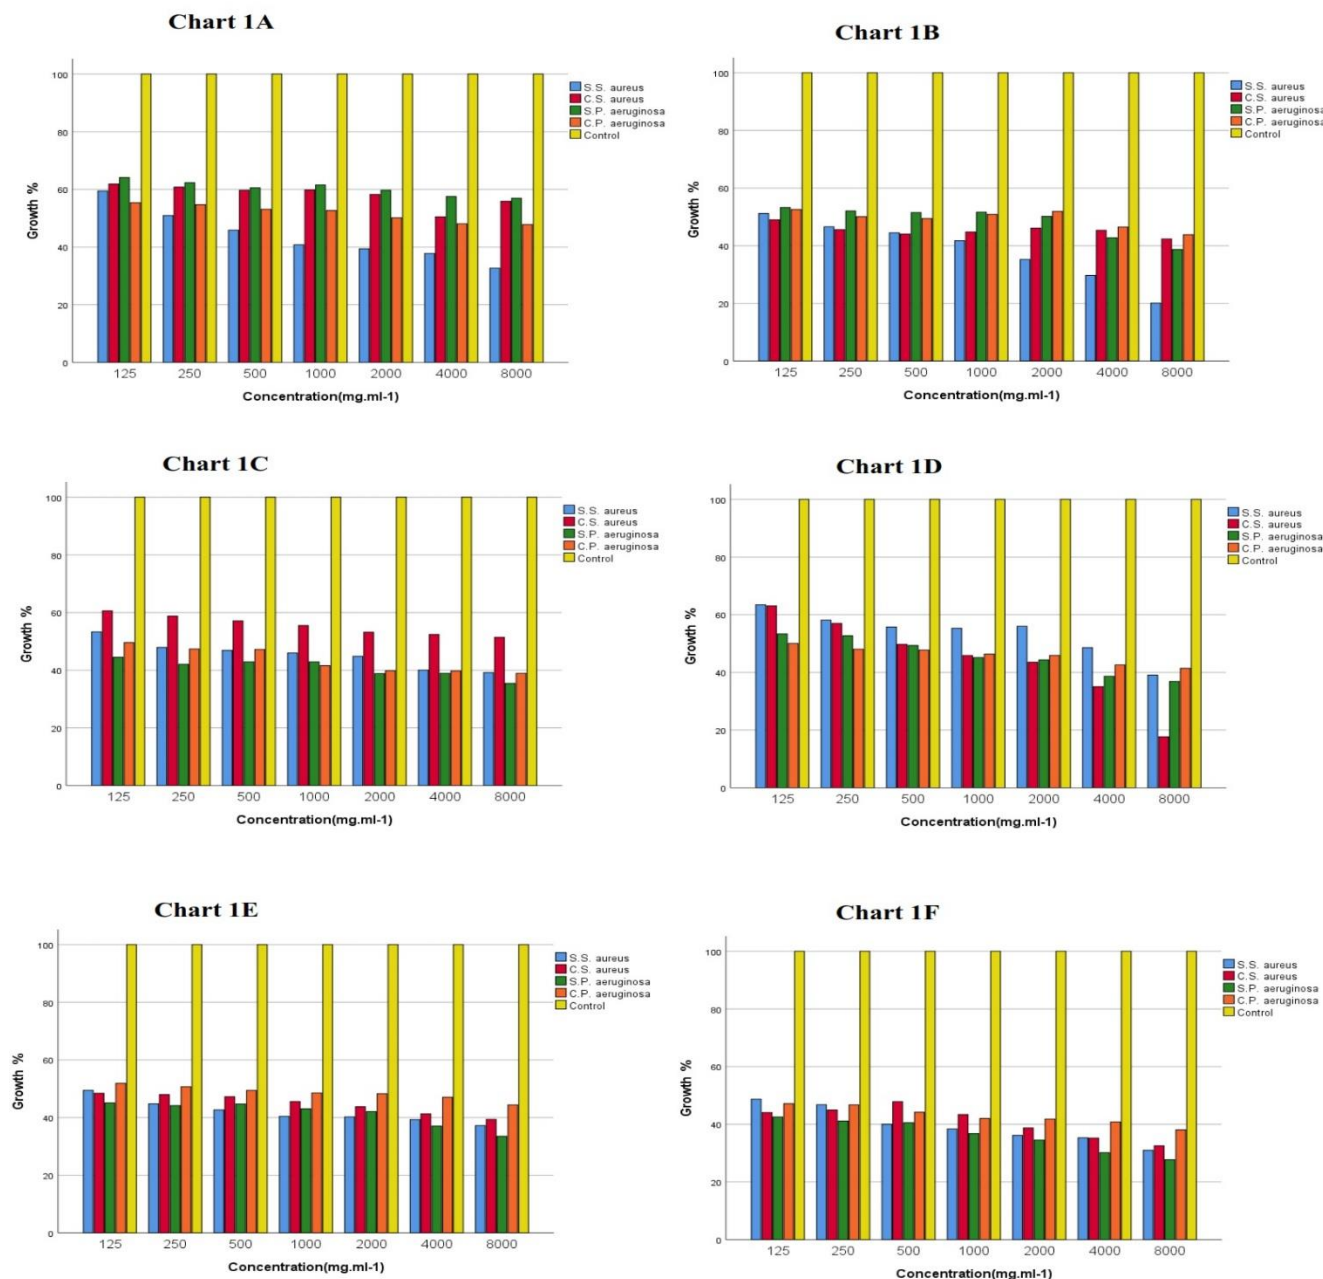 Chart 1A
100
80
60
40
20
0
Growth %
125 250 500 1000 2000 4000 8000
Concentration(mg.ml-1)
S.S. aureus
C.S. aureus
S.P. aeruginosa
C.P. aeruginosa
Control
Chart 1B
100
80
60
40
20
0
Growth %
125 250 500 1000 2000 4000 8000
Concentration(mg.ml-1)
S.S. aureus
C.S. aureus
S.P. aeruginosa
C.P. aeruginosa
Control
Chart 1C
100
80
60
40
20
0
Growth %
125 250 500 1000 2000 4000 8000
Concentration(mg.ml-1)
S.S. aureus
C.S. aureus
S.P. aeruginosa
C.P. aeruginosa
Control
Chart 1D
100
80
60
40
20
0
Growth %
125 250 500 1000 2000 4000 8000
Concentration(mg.ml-1)
S.S. aureus
C.S. aureus
S.P. aeruginosa
C.P. aeruginosa
Control
Chart 1E
100
80
60
40
20
0
Growth %
125 250 500 1000 2000 4000 8000
Concentration(mg.ml-1)
S.S. aureus
C.S. aureus
S.P. aeruginosa
C.P. aeruginosa
Control
Chart 1F
100
80
60
40
20
0
Growth %
125 250 500 1000 2000 4000 8000
Concentration(mg.ml-1)
S.S. aureus
C.S. aureus
S.P. aeruginosa
C.P. aeruginosa
Control